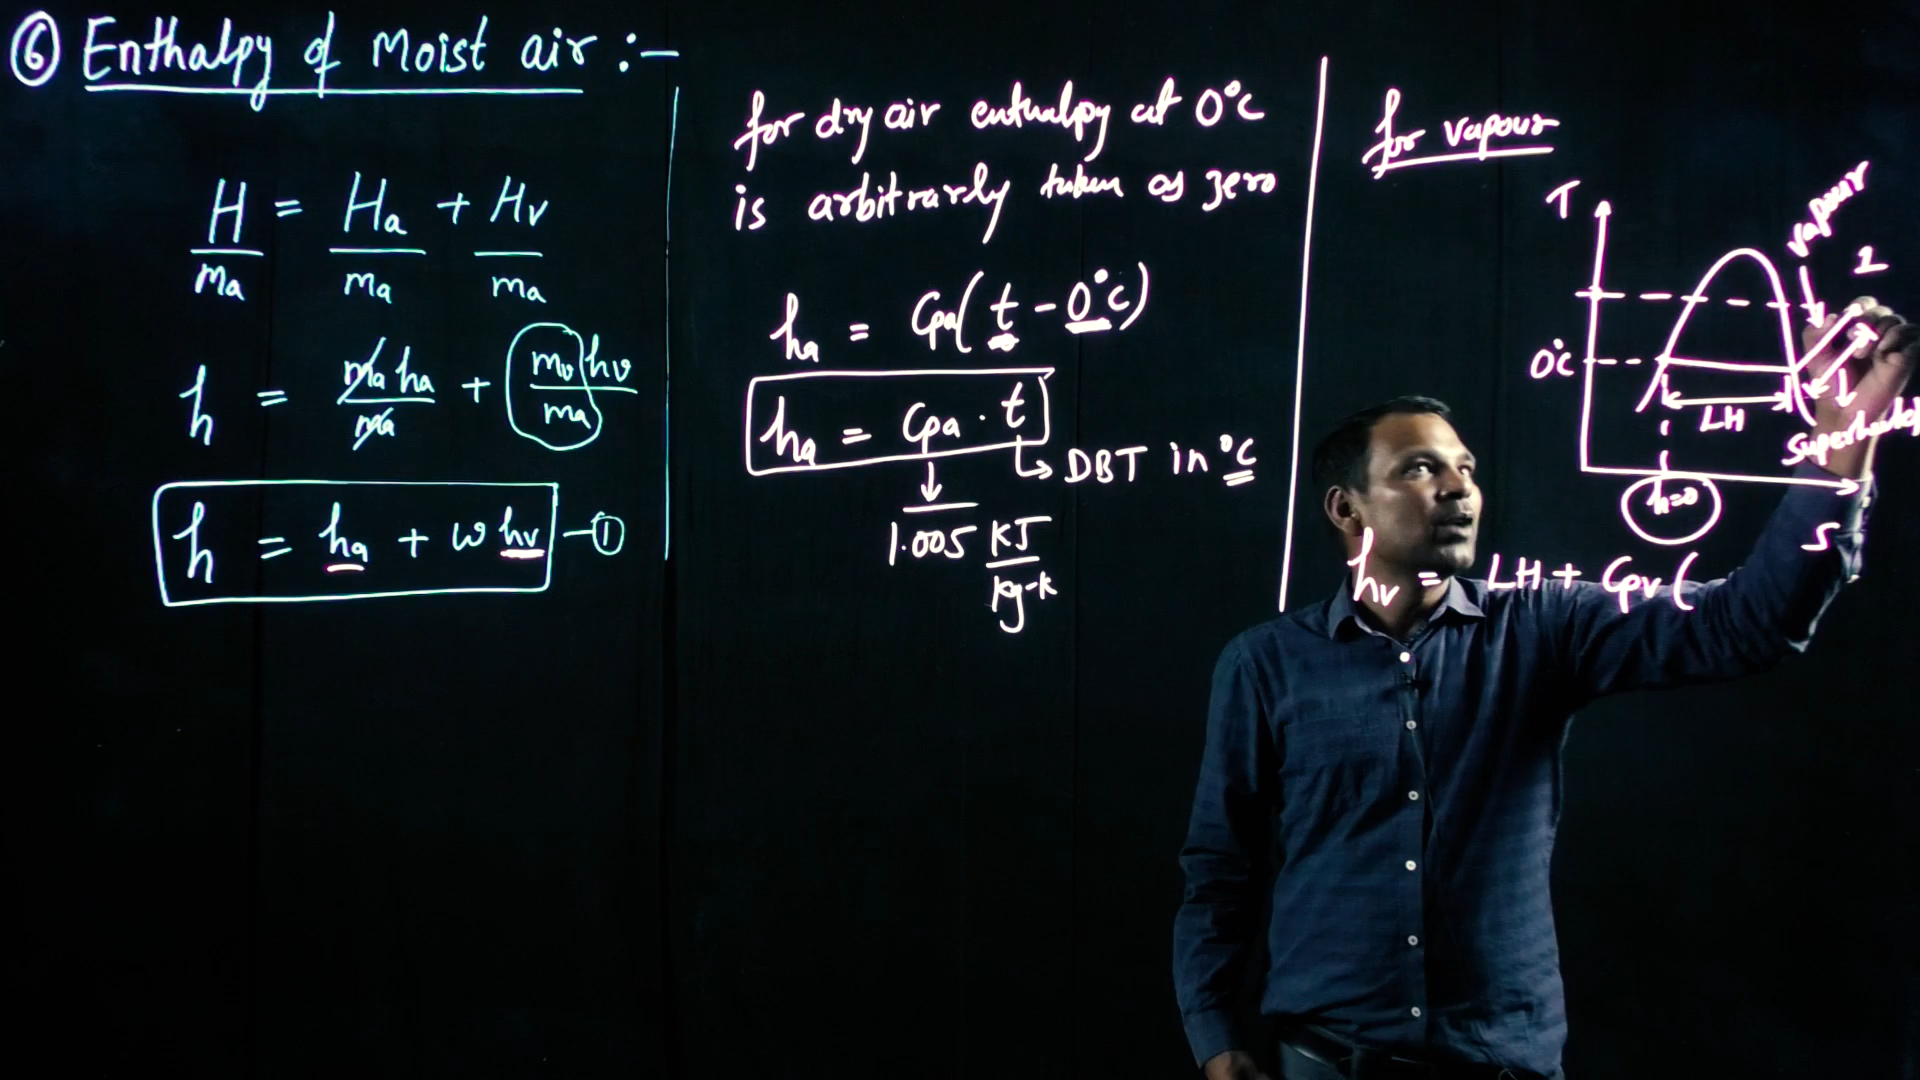 ⑥ Enthalpy of Moist air :-
H/ma = Ha/ma + Hv/ma
h = ma ha/ma + mv hv/ma
h = ha + ω hv -①
for dry air enthalpy at 0°c
is arbitrarly taken as zero
ha = Cpa( t - 0°c)
ha = Cpa . t
DBT in °c
1.005 KJ/Kg-K
for vapour
T
vapour
1
0°c
LH
Superheated
h=0
S
hv = LH + Cpv (